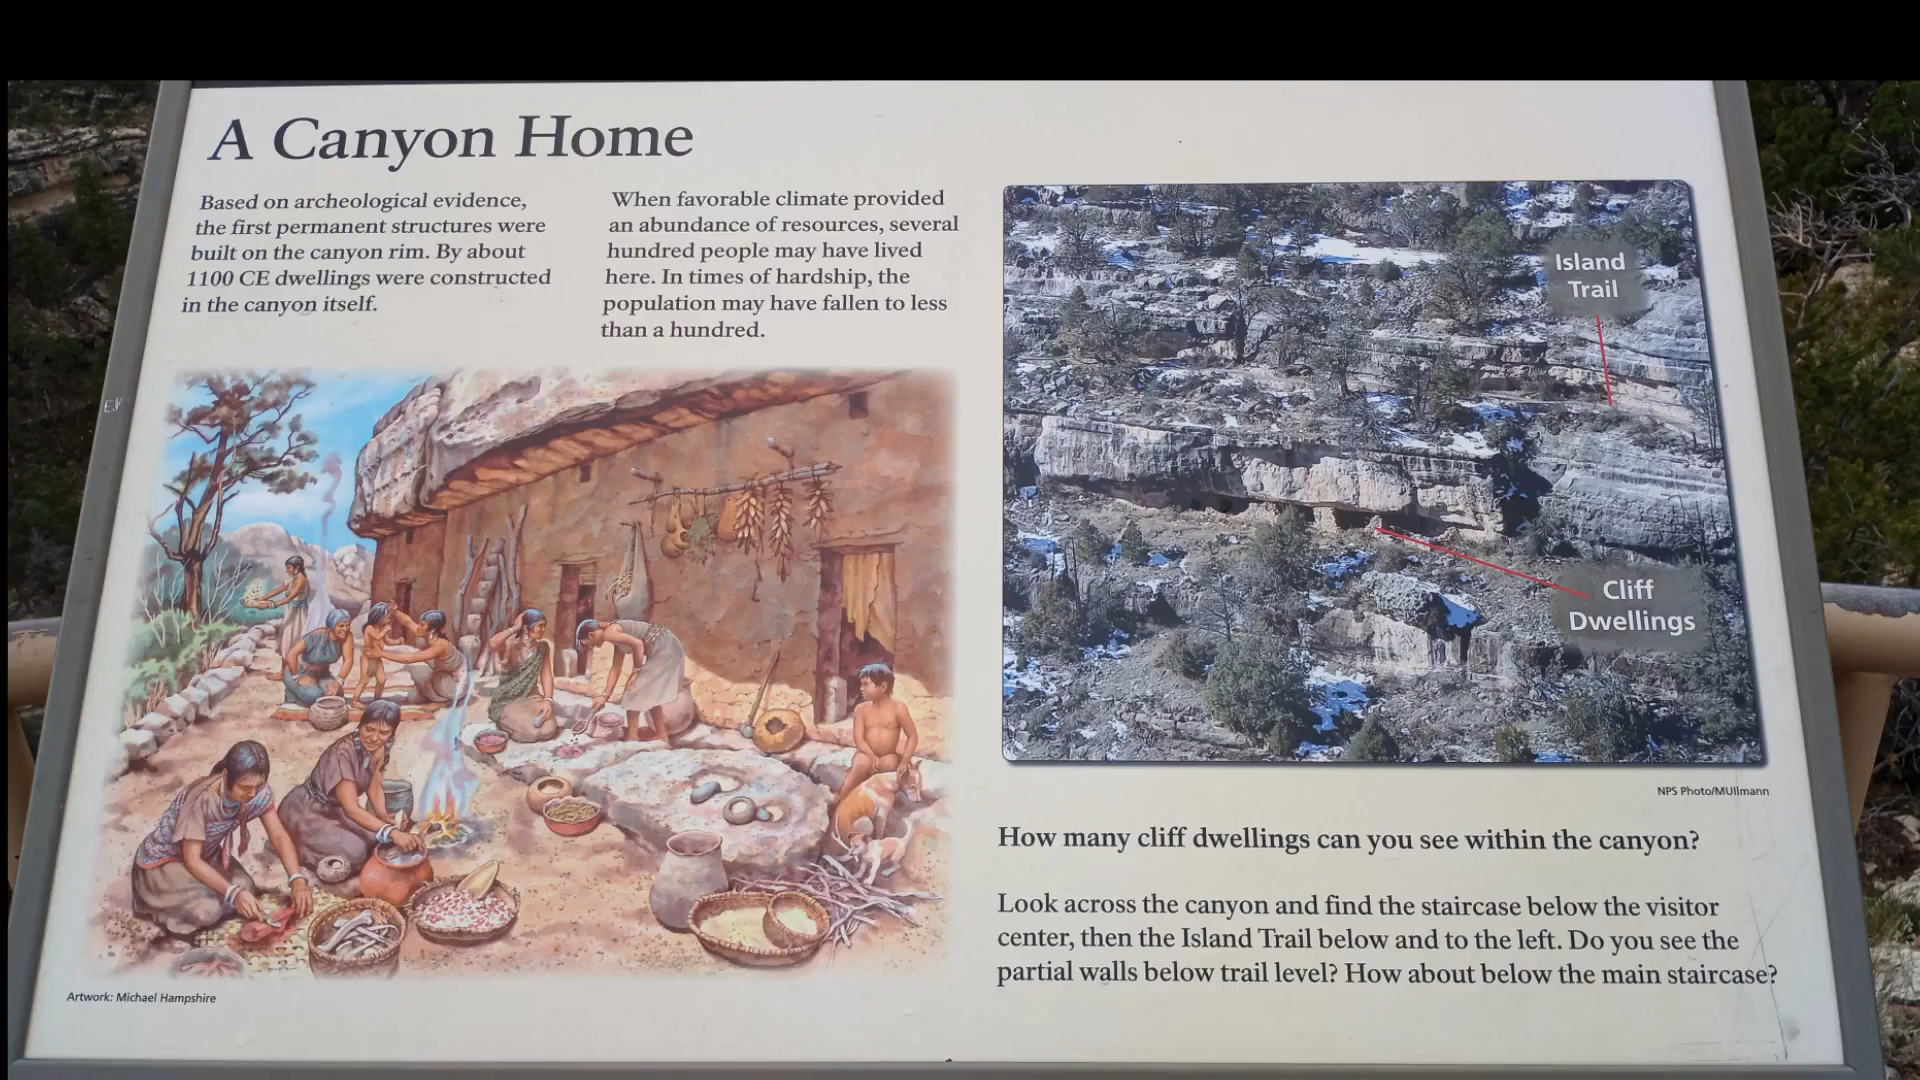 A Canyon Home
Based on archeological evidence,
the first permanent structures were
built on the canyon rim. By about
1100 CE dwellings were constructed
in the canyon itself.
When favorable climate provided
an abundance of resources, several
hundred people may have lived
here. In times of hardship, the
population may have fallen to less
than a hundred.
Artwork: Michael Hampshire
Island
Trail
Cliff
Dwellings
NPS Photo/MUllmann
How many cliff dwellings can you see within the canyon?
Look across the canyon and find the staircase below the visitor
center, then the Island Trail below and to the left. Do you see the
partial walls below trail level? How about below the main staircase?